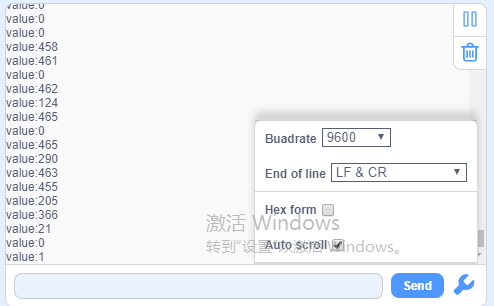 value:0
value:0
value:458
value:461
value:0
value:462
value:124
value:465
value:0
value:465
value:290
value:463
value:455
value:205
value:366
value:21
value:0
value:1
Buadrate 9600
End of line LF & CR
Hex form
激活 Windows
Auto scroll
转到“设置”以激活 Windows。
Send